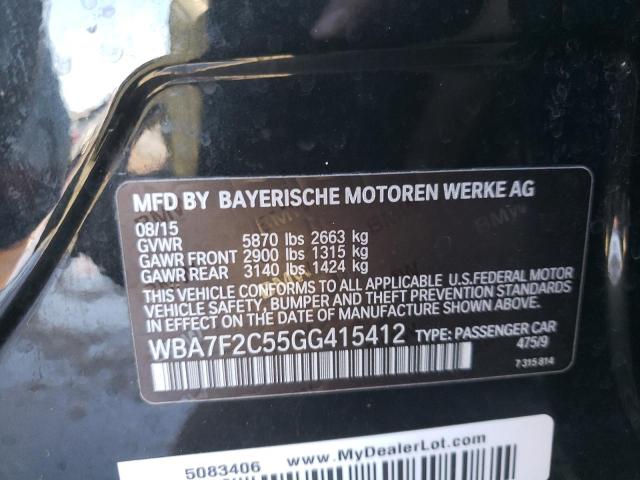 MFD BY BAYERISCHE MOTOREN WERKE AG
08/15
GVWR 5870 lbs 2663 kg
GAWR FRONT 2900 lbs 1315 kg
GAWR REAR 3140 lbs 1424 kg
THIS VEHICLE CONFORMS TO ALL APPLICABLE U.S.FEDERAL MOTOR
VEHICLE SAFETY, BUMPER AND THEFT PREVENTION STANDARDS
IN EFFECT ON THE DATE OF MANUFACTURE SHOWN ABOVE.
WBA7F2C55GG415412 TYPE: PASSENGER CAR
475/9
7 315 814
5083406 www.MyDealerLot.com